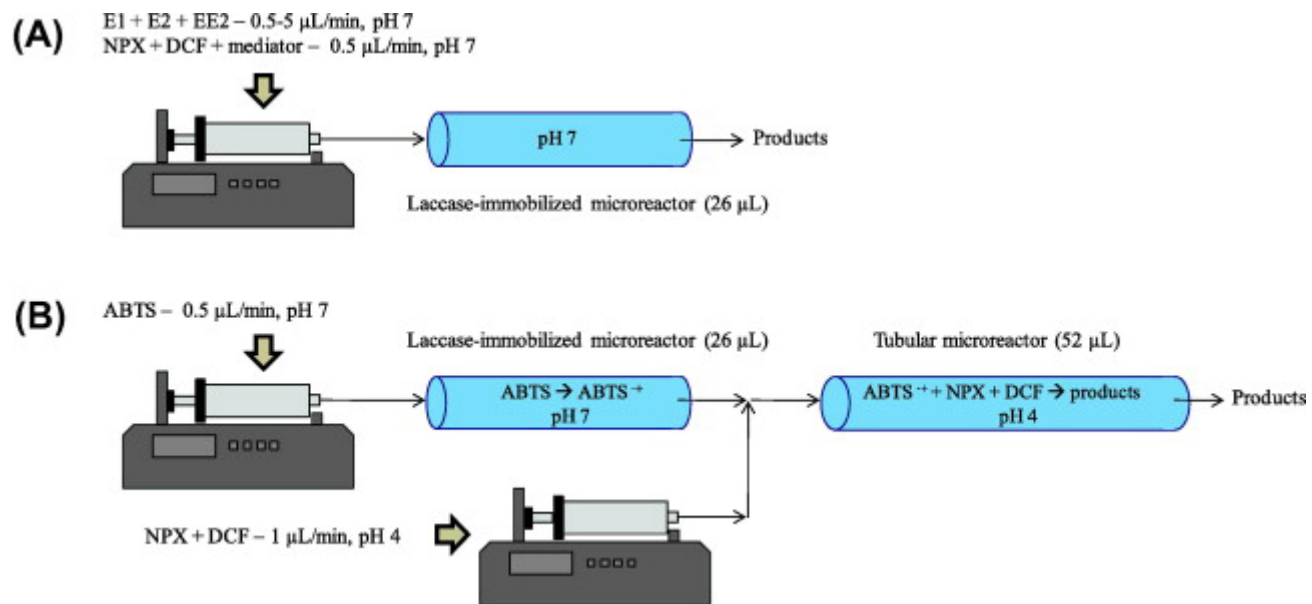 (A)
E1 + E2 + EE2 – 0.5-5 μL/min, pH 7
NPX + DCF + mediator – 0.5 μL/min, pH 7
pH 7
Products
Laccase-immobilized microreactor (26 μL)
(B)
ABTS – 0.5 μL/min, pH 7
Laccase-immobilized microreactor (26 μL)
Tubular microreactor (52 μL)
ABTS → ABTS·+
pH 7
ABTS·+ + NPX + DCF → products
pH 4
Products
NPX + DCF – 1 μL/min, pH 4